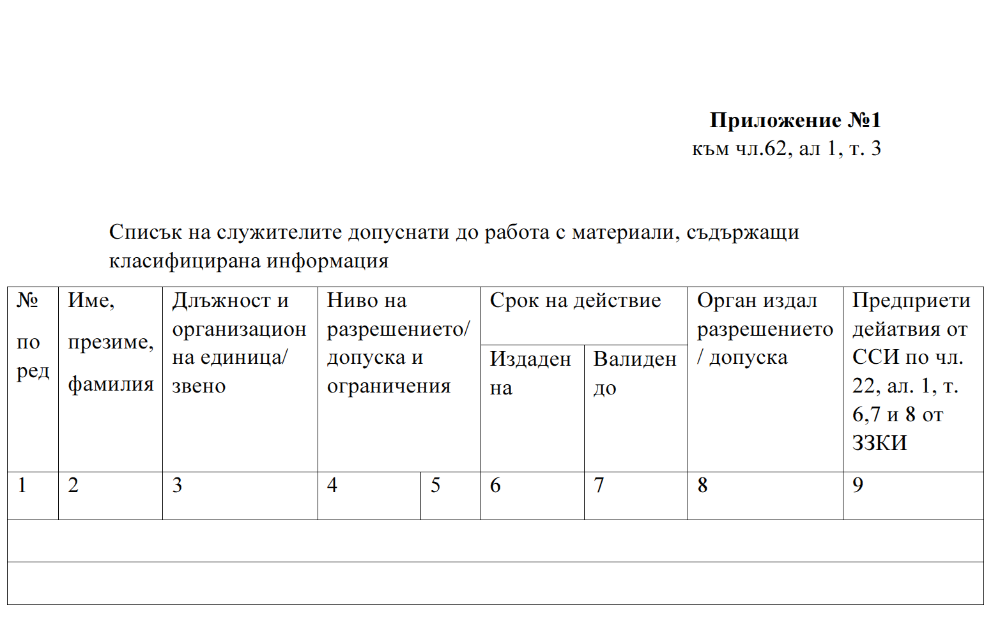 Приложение №1
към чл.62, ал 1, т. 3
Списък на служителите допуснати до работа с материали, съдържащи
класифицирана информация
№
по
ред
Име,
презиме,
фамилия
Длъжност и
организацион
на единица/
звено
Ниво на
разрешението/
допуска и
ограничения
Срок на действие
Издаден
на
Валиден
до
Орган издал
разрешението
/ допуска
Предприети
дейатвия от
ССИ по чл.
22, ал. 1, т.
6,7 и 8 от
ЗЗКИ
1 2 3 4 5 6 7 8 9